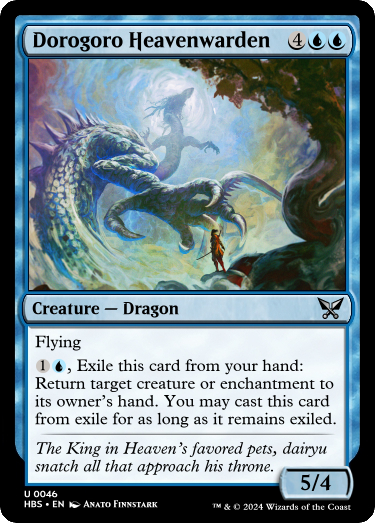 Dorogoro Heavenwarden 4
Creature — Dragon
Flying
1, Exile this card from your hand:
Return target creature or enchantment to
its owner's hand. You may cast this card
from exile for as long as it remains exiled.
The King in Heaven's favored pets, dairyu
snatch all that approach his throne.
5/4
U 0046
HBS • EN Anato Finnstark
™ & © 2024 Wizards of the Coast